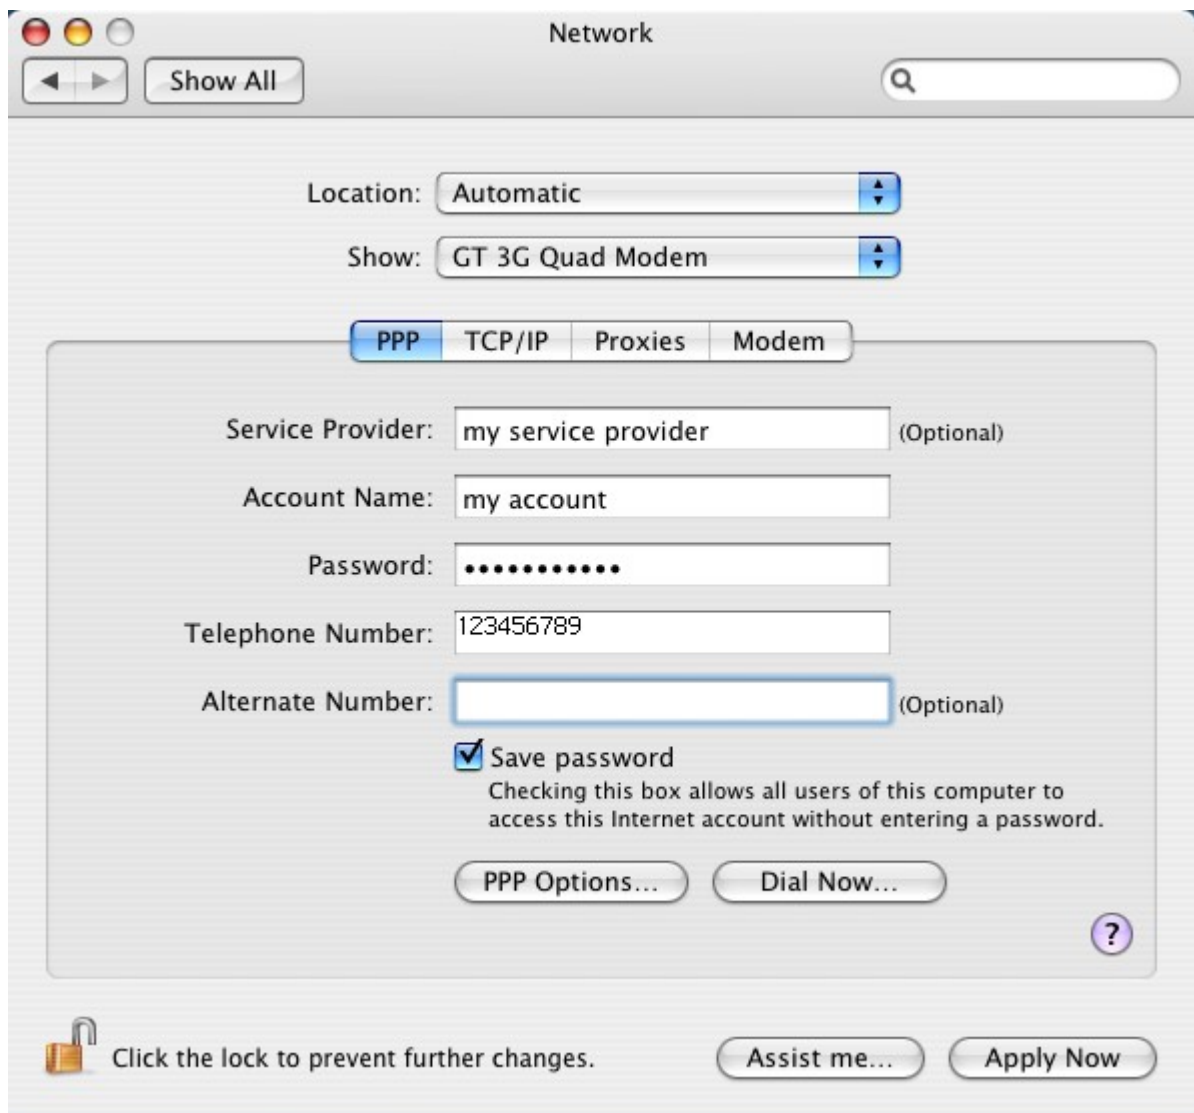 Network
Show All
Location: Automatic
Show: GT 3G Quad Modem
PPP TCP/IP Proxies Modem
Service Provider: my service provider (Optional)
Account Name: my account
Password: •••••••••••
Telephone Number: 123456789
Alternate Number: (Optional)
Save password
Checking this box allows all users of this computer to
access this Internet account without entering a password.
PPP Options... Dial Now...
?
Click the lock to prevent further changes. Assist me... Apply Now